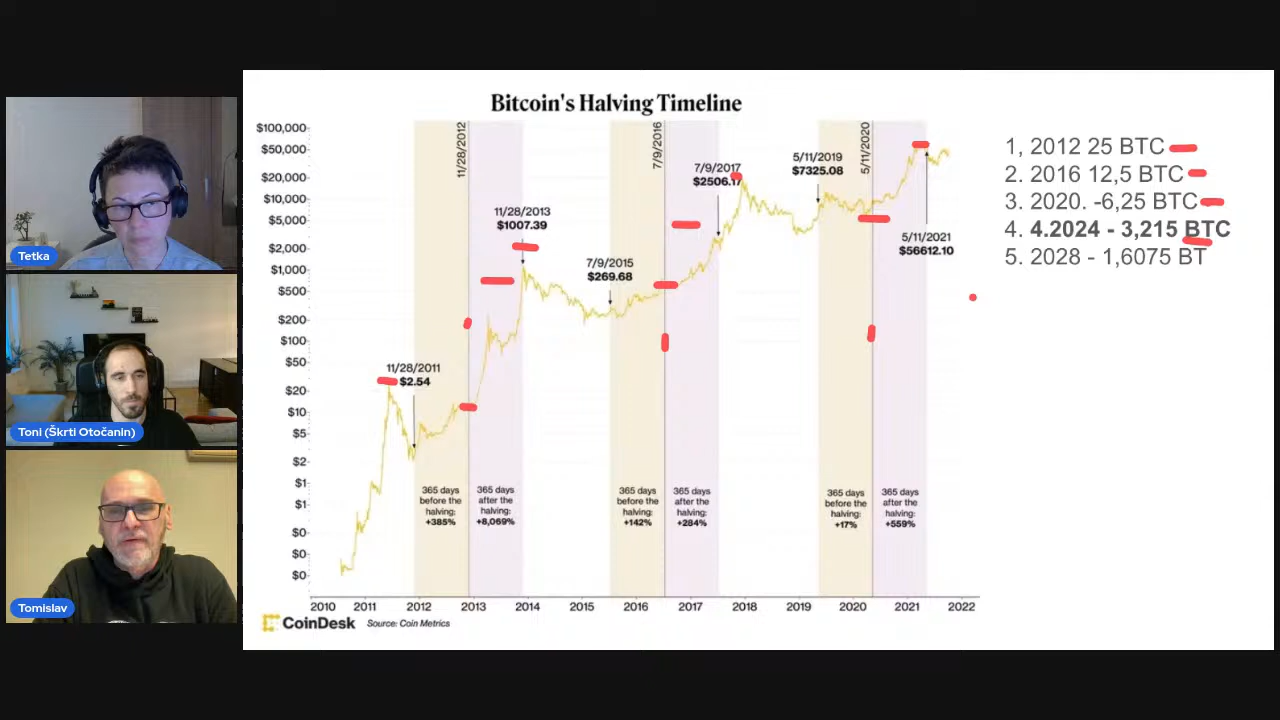 Bitcoin's Halving Timeline
$100,000
$50,000
$20,000
$10,000
$5,000
$2,000
$1,000
$500
$200
$100
$50
$20
$10
$5
$2
$1
$1
$0
$0
$0
11/28/2012
7/9/2016
5/11/2020
11/28/2011
$2.54
11/28/2013
$1007.39
7/9/2015
$269.68
7/9/2017
$2506.17
5/11/2019
$7325.08
5/11/2021
$56612.10
365 days
before the
halving:
+385%
365 days
after the
halving:
+8,069%
365 days
before the
halving:
+142%
365 days
after the
halving:
+284%
365 days
before the
halving:
+17%
365 days
after the
halving:
+559%
2010 2011 2012 2013 2014 2015 2016 2017 2018 2019 2020 2021 2022
CoinDesk Source: Coin Metrics
1, 2012 25 BTC
2. 2016 12,5 BTC
3. 2020. -6,25 BTC
4. 4.2024 - 3,215 BTC
5. 2028 - 1,6075 BT
Tetka
Toni (Škrti Otočanin)
Tomislav